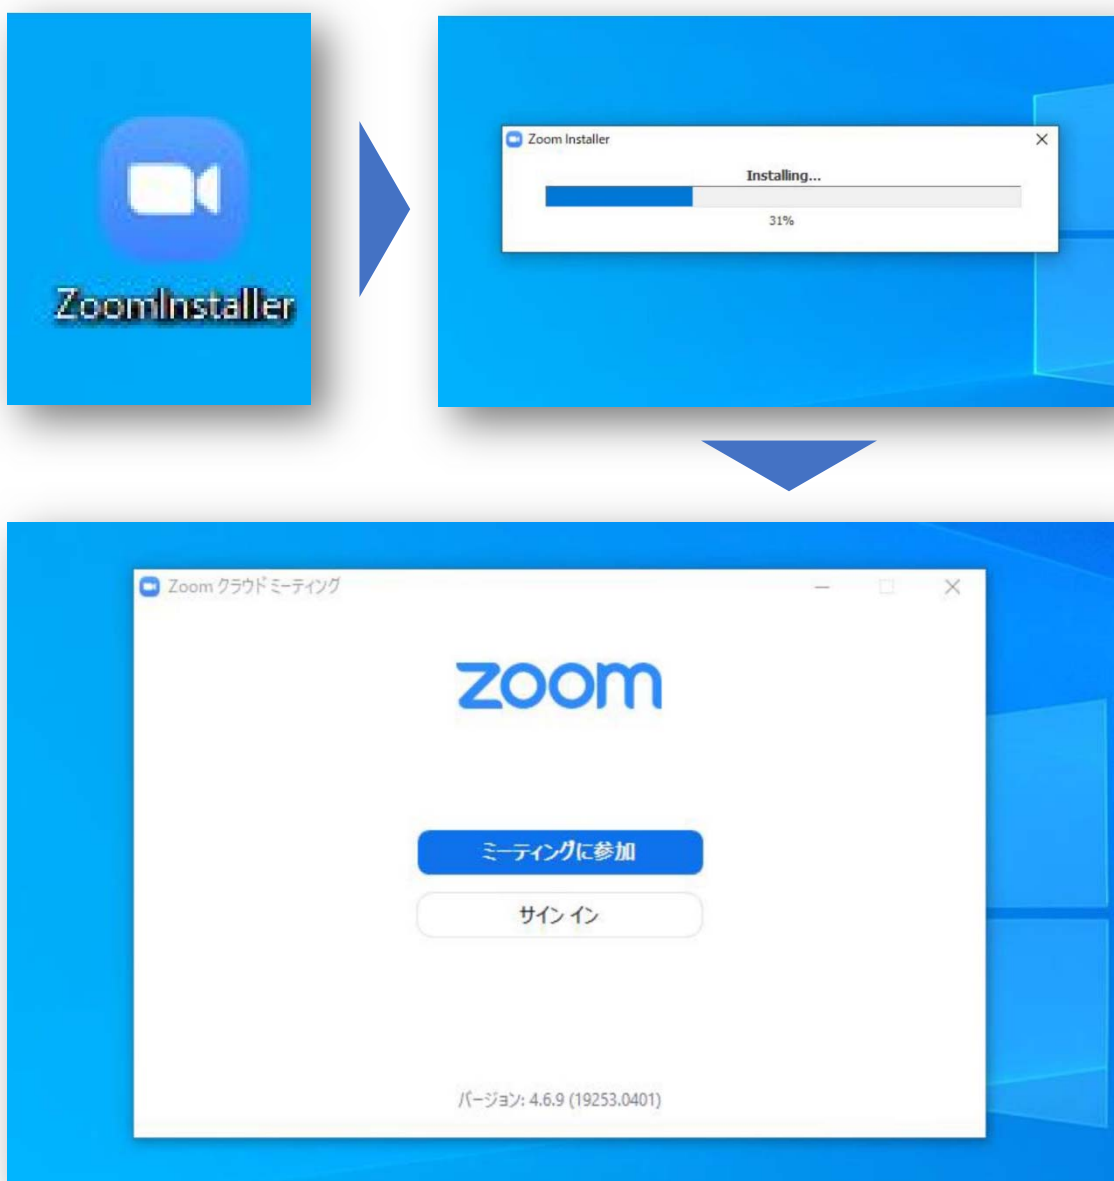 ZoomInstaller
Zoom Installer
Installing...
31%
Zoom クラウド ミーティング
zoom
ミーティングに参加
サイン イン
バージョン: 4.6.9 (19253.0401)